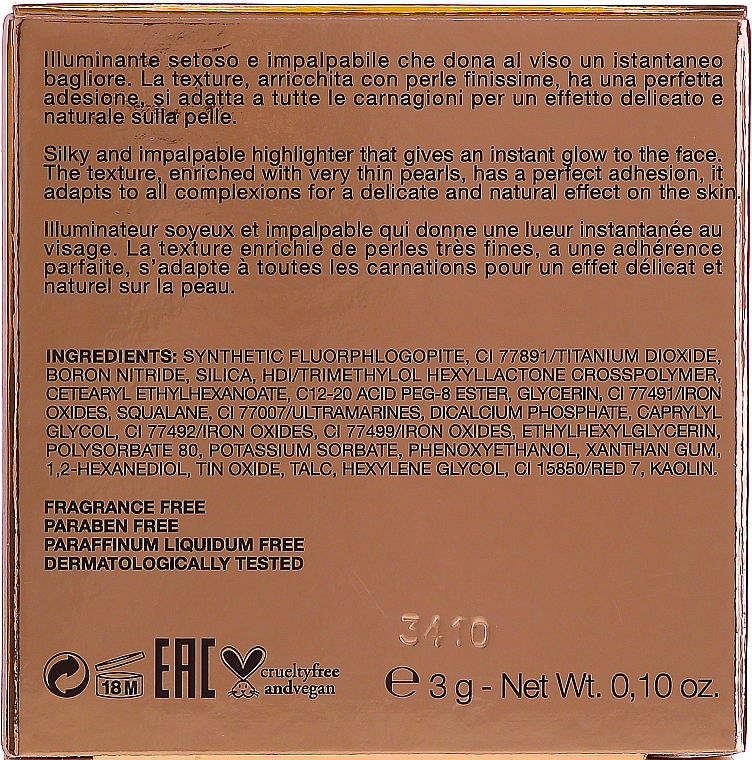 Illuminante setoso e impalpabile che dona al viso un istantaneo
bagliore. La texture, arricchita con perle finissime, ha una perfetta
adesione, si adatta a tutte le carnagioni per un effetto delicato e
naturale sulla pelle.
Silky and impalpable highlighter that gives an instant glow to the face.
The texture, enriched with very thin pearls, has a perfect adhesion, it
adapts to all complexions for a delicate and natural effect on the skin.
Illuminateur soyeux et impalpable qui donne une lueur instantanée au
visage. La texture enrichie de perles très fines, a une adhérence
parfaite, s’adapte à toutes les carnations pour un effet délicat et
naturel sur la peau.
INGREDIENTS: SYNTHETIC FLUORPHLOGOPITE, CI 77891/TITANIUM DIOXIDE,
BORON NITRIDE, SILICA, HDI/TRIMETHYLOL HEXYLLACTONE CROSSPOLYMER,
CETEARYL ETHYLHEXANOATE, C12-20 ACID PEG-8 ESTER, GLYCERIN, CI 77491/IRON
OXIDES, SQUALANE, CI 77007/ULTRAMARINES, DICALCIUM PHOSPHATE, CAPRYLYL
GLYCOL, CI 77492/IRON OXIDES, CI 77499/IRON OXIDES, ETHYLHEXYLGLYCERIN,
POLYSORBATE 80, POTASSIUM SORBATE, PHENOXYETHANOL, XANTHAN GUM,
1,2-HEXANEDIOL, TIN OXIDE, TALC, HEXYLENE GLYCOL, CI 15850/RED 7, KAOLIN.
FRAGRANCE FREE
PARABEN FREE
PARAFFINUM LIQUIDUM FREE
DERMATOLOGICALLY TESTED
3410
18 M
EAC
crueltyfree
andvegan
e 3 g - Net Wt. 0,10 oz.